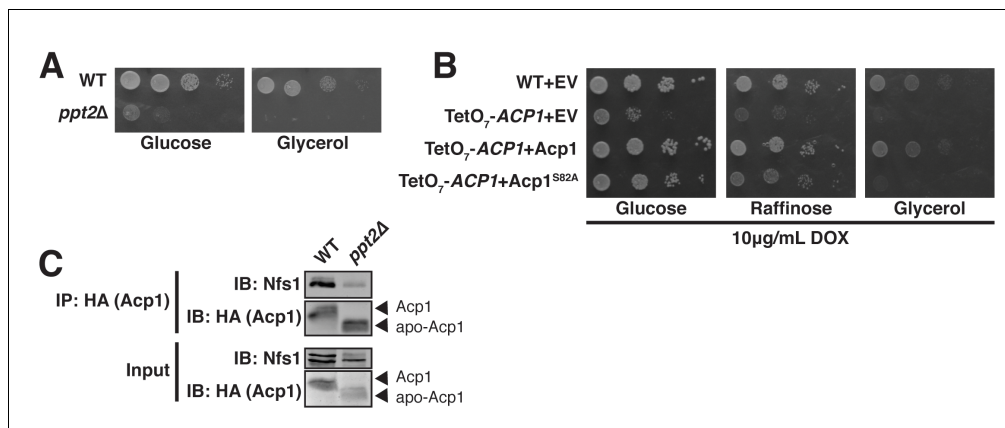 A
WT
ppt2Δ
Glucose
Glycerol
B
WT+EV
TetO7-ACP1+EV
TetO7-ACP1+Acp1
TetO7-ACP1+Acp1S82A
Glucose
Raffinose
Glycerol
10µg/mL DOX
C
WT
ppt2Δ
IP: HA (Acp1)
IB: Nfs1
IB: HA (Acp1)
Acp1
apo-Acp1
Input
IB: Nfs1
IB: HA (Acp1)
Acp1
apo-Acp1